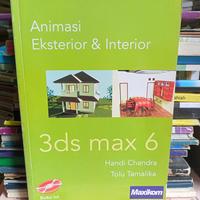 Animasi
Eksterior & Interior
3ds max 6
Handi Chandra
Tolu Tamalika
Maxikom